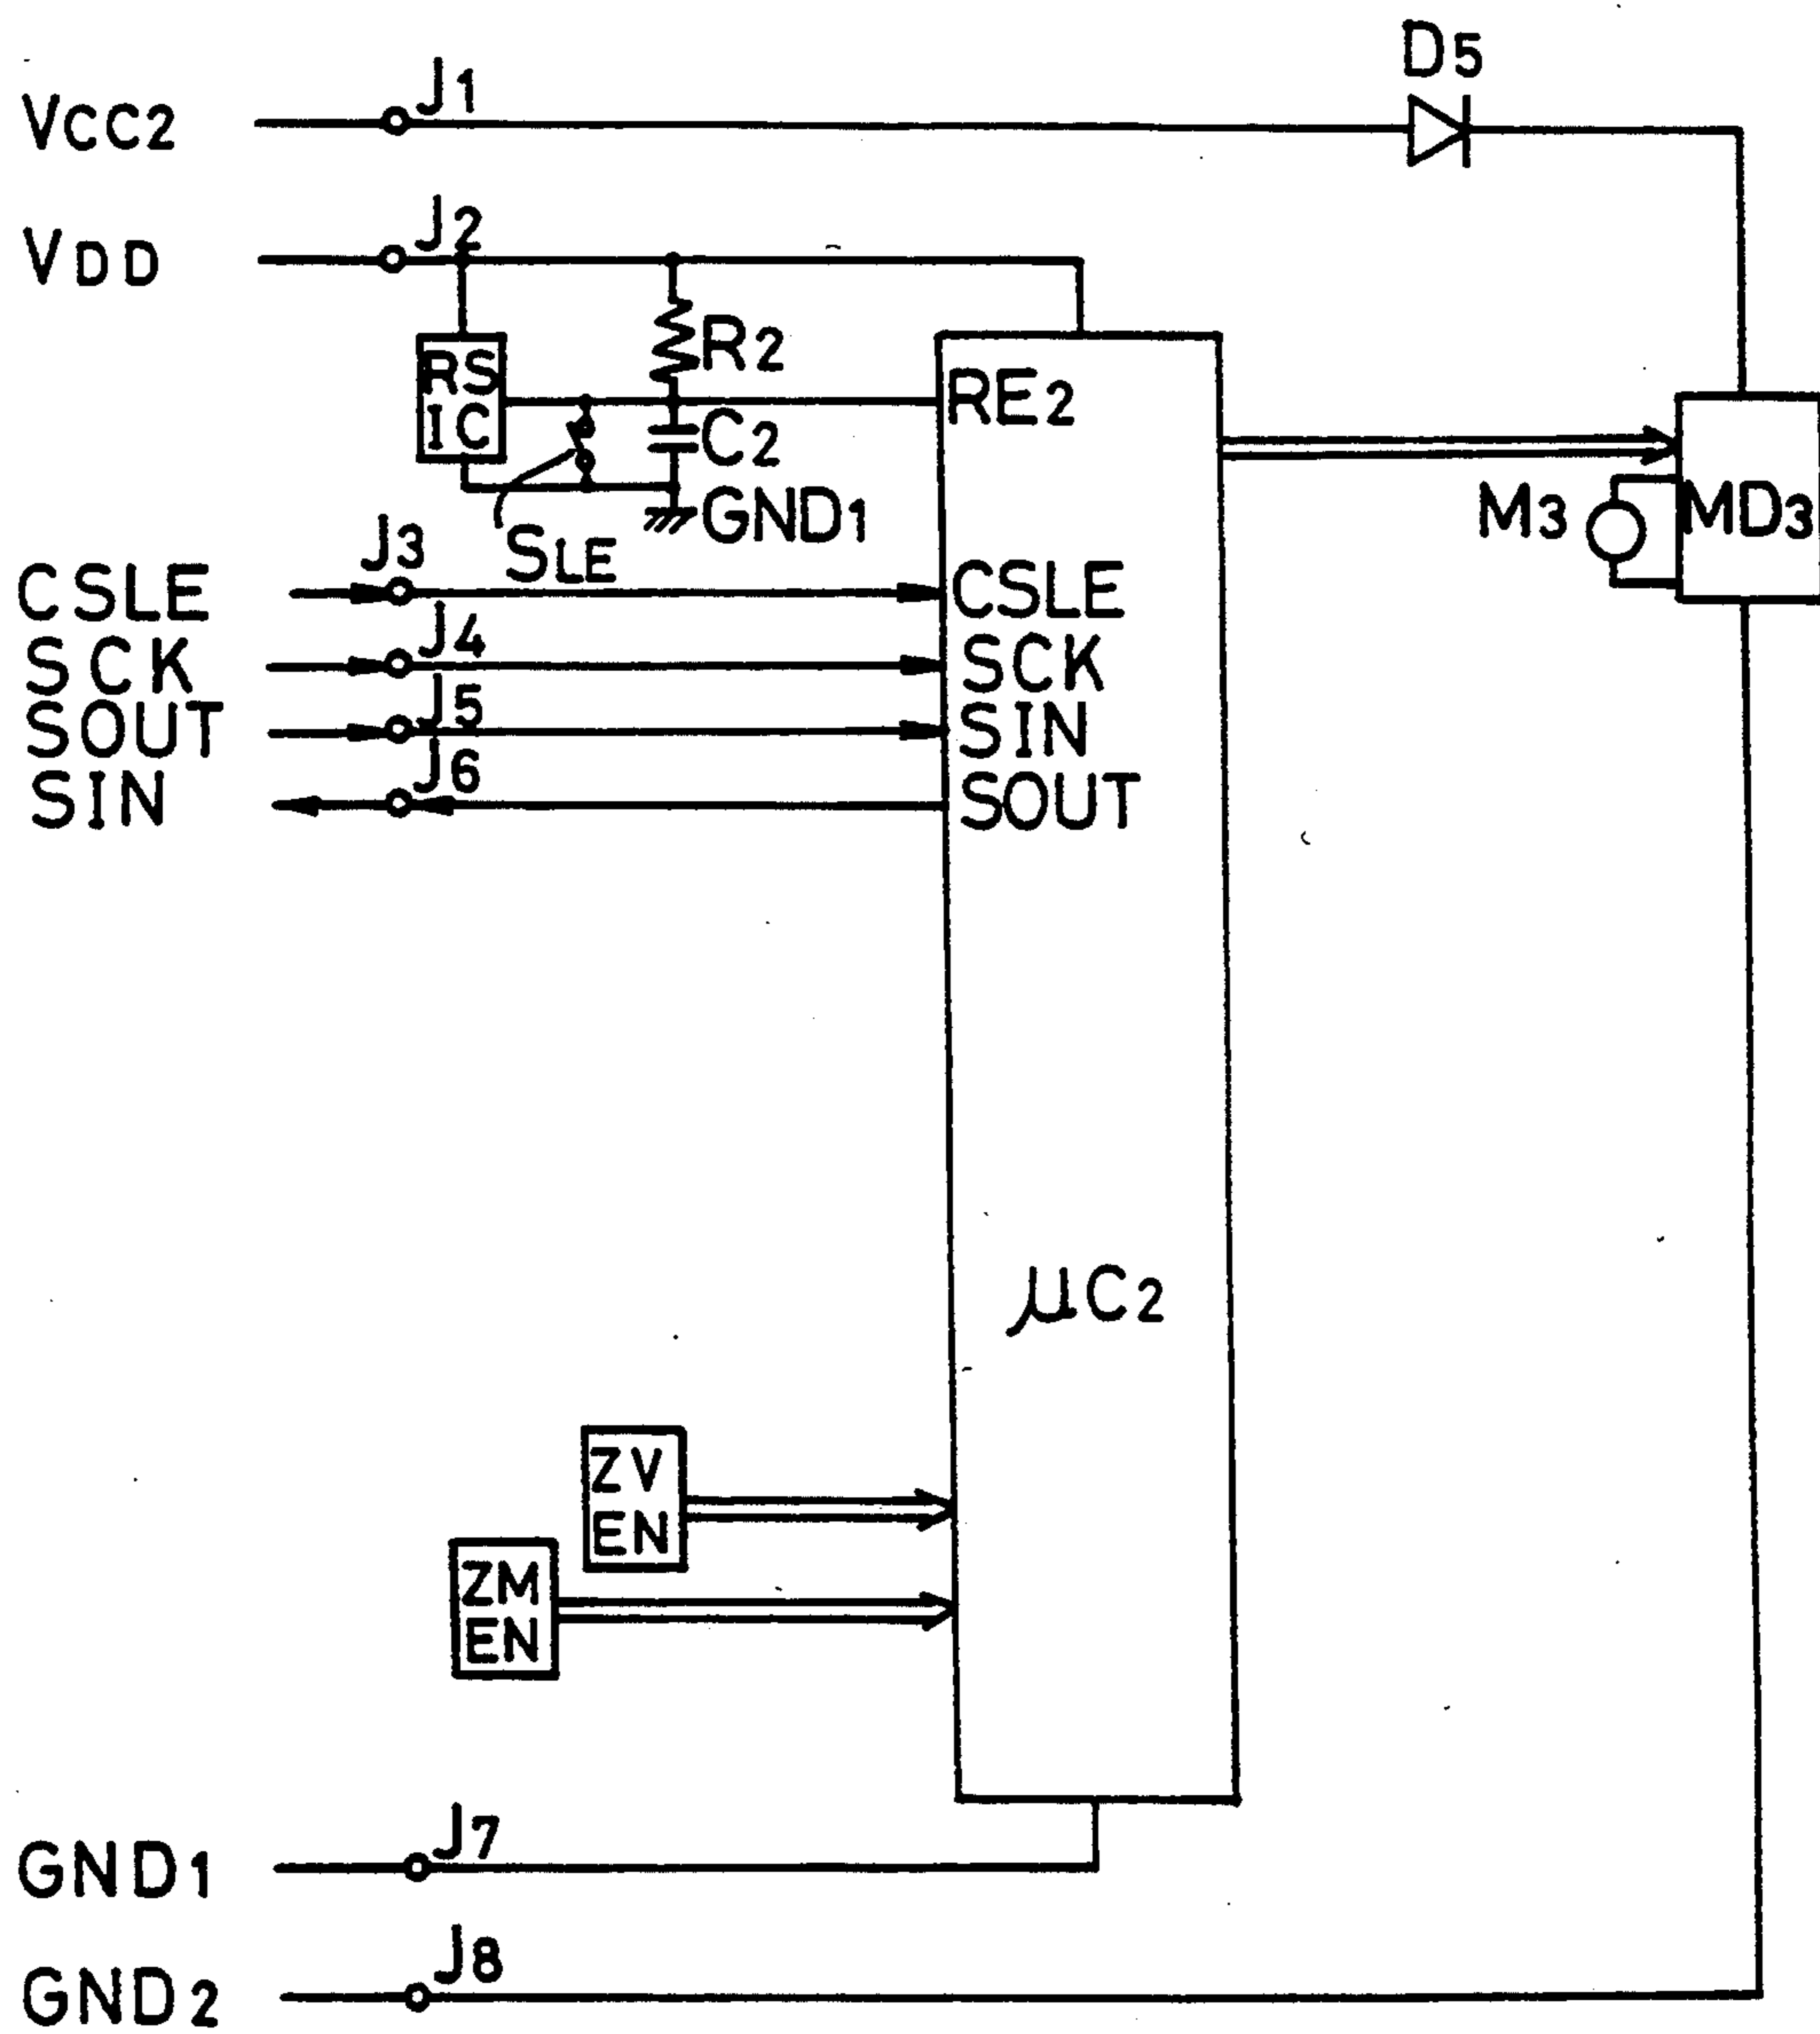 D5
VCC2 J1
VDD J2
RS
IC
R2
RE2
C2
GND1
M3 MD3
SLE
CSLE J3 CSLE
SCK J4 SCK
SOUT J5 SIN
SIN J6 SOUT
μC2
ZV
EN
ZM
EN
GND1 J7
GND2 J8